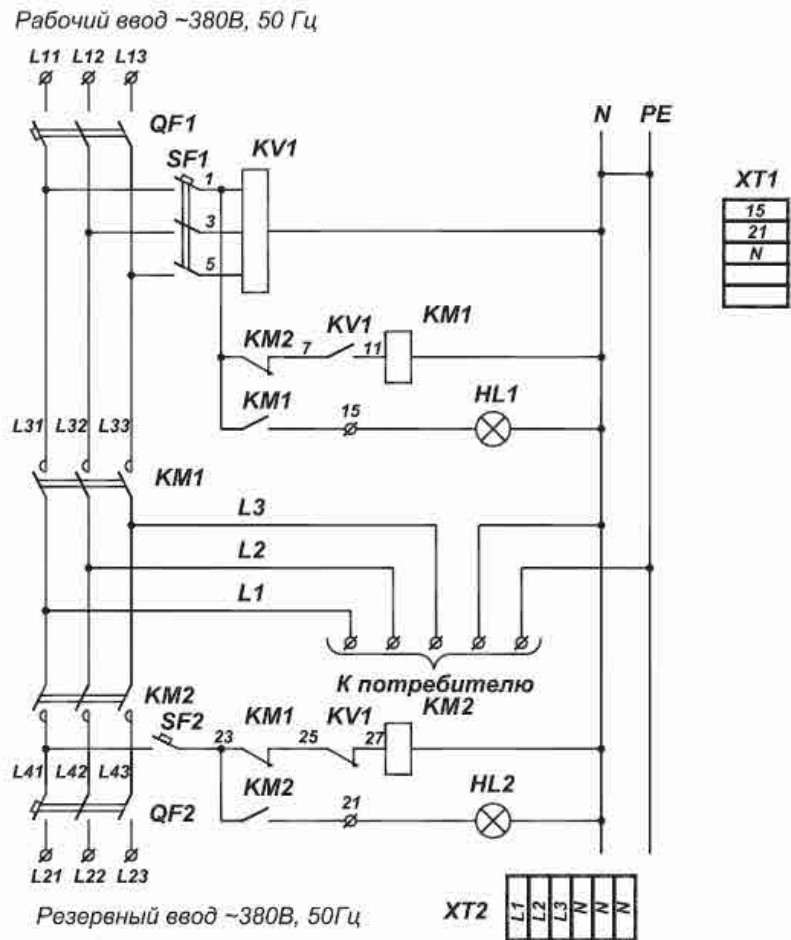 Рабочий ввод ~380В, 50 Гц
L11 L12 L13
N PE
QF1
SF1 KV1
1
3
5
XT1
15
21
N
KM2 7 KV1 11 KM1
KM1 15 HL1
L31 L32 L33
KM1
L3
L2
L1
К потребителю
KM2
SF2
23 KM1 25 KV1 27 KM2
L41 L42 L43
KM2 21 HL2
QF2
L21 L22 L23
Резервный ввод ~380В, 50Гц
XT2 L1 L2 L3 N N N